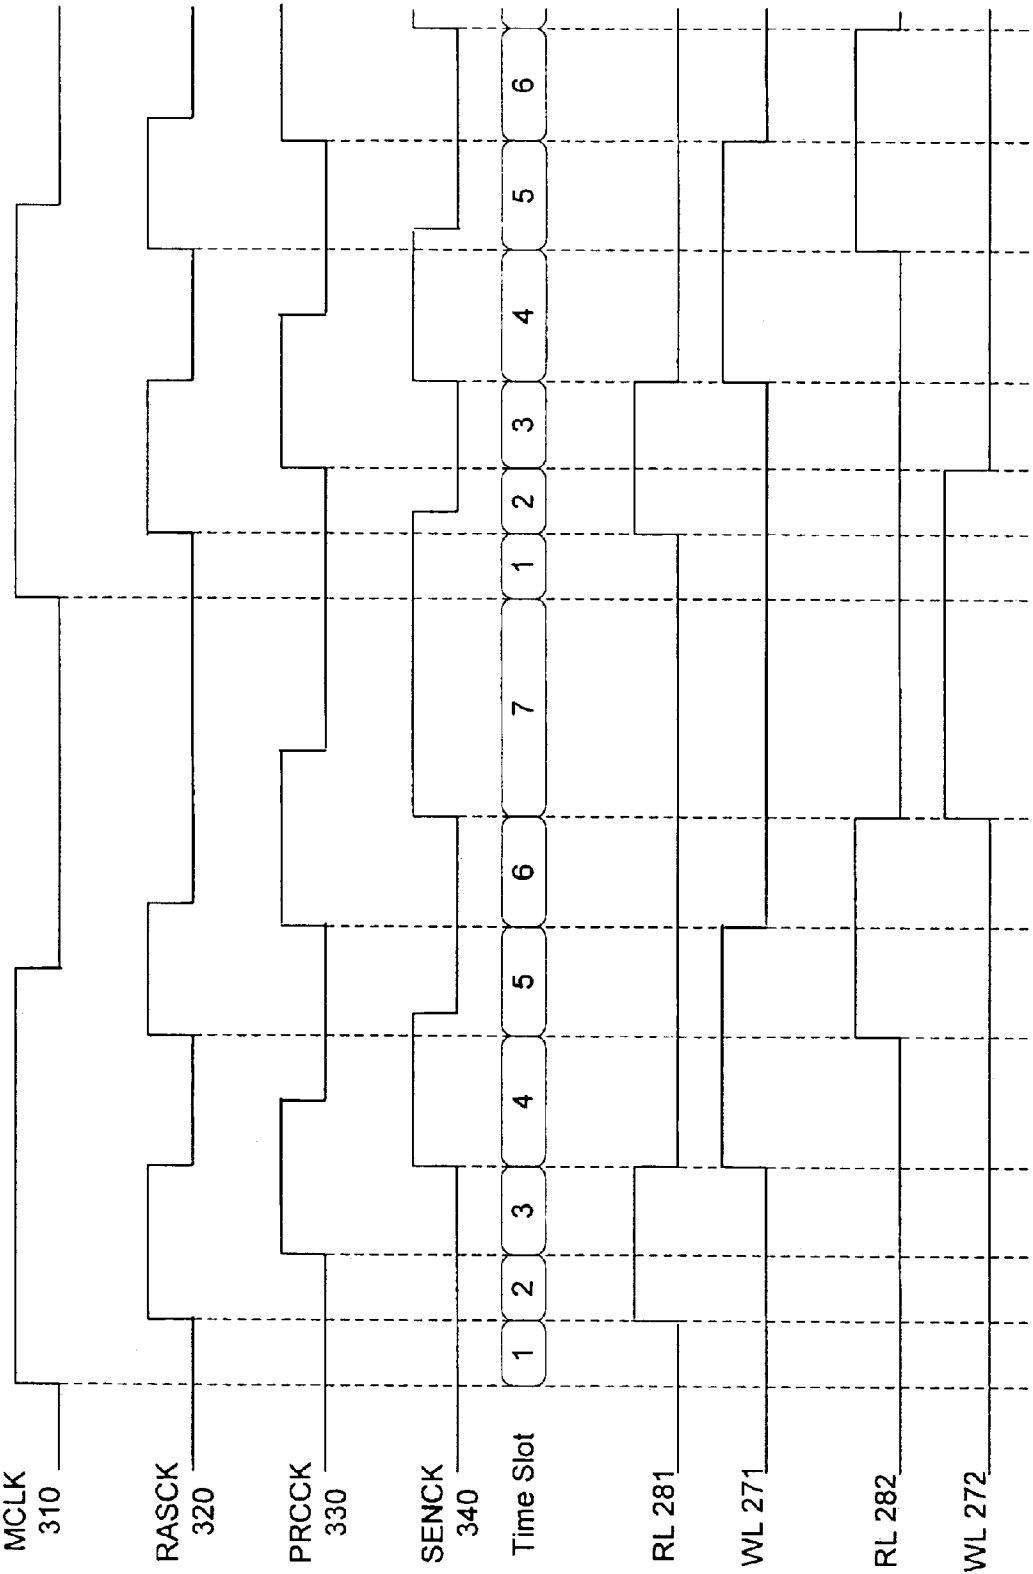 MCLK
310
RASCK
320
PRCCK
330
SENCK
340
Time Slot 1 2 3 4 5 6 7 1 2 3 4 5 6
RL 281
WL 271
RL 282
WL 272